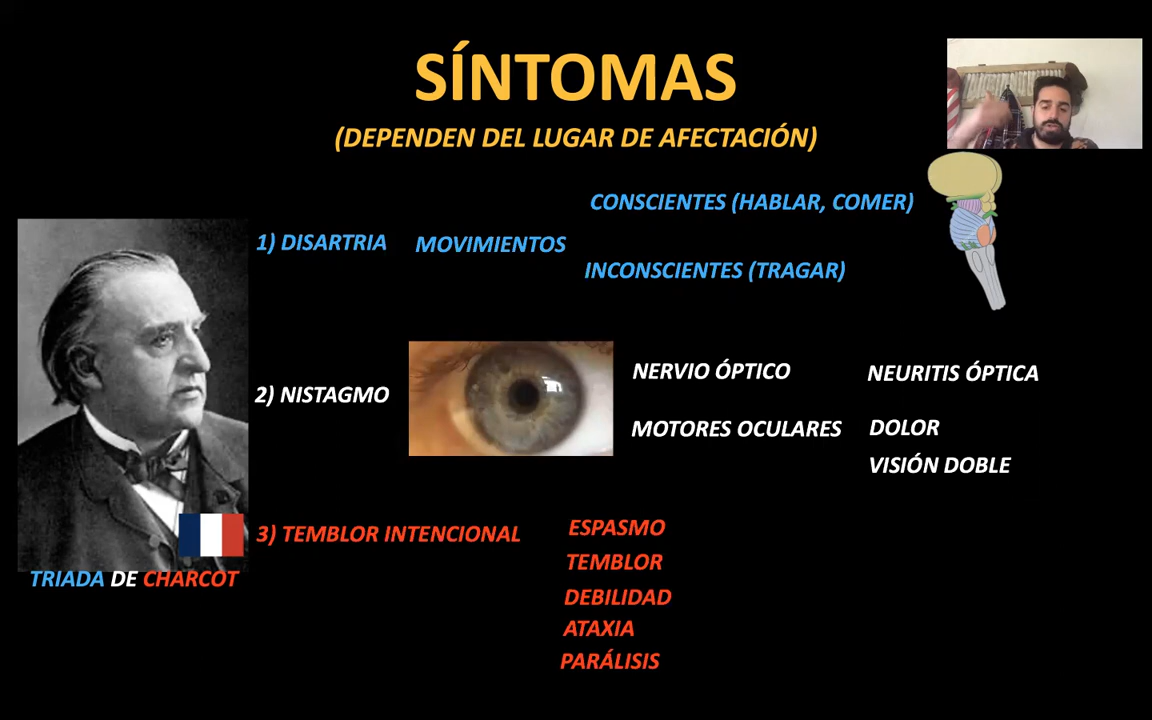 SÍNTOMAS
(DEPENDEN DEL LUGAR DE AFECTACIÓN)
CONSCIENTES (HABLAR, COMER)
1) DISARTRIA
MOVIMIENTOS
INCONSCIENTES (TRAGAR)
2) NISTAGMO
NERVIO ÓPTICO
NEURITIS ÓPTICA
MOTORES OCULARES
DOLOR
VISIÓN DOBLE
3) TEMBLOR INTENCIONAL
ESPASMO
TEMBLOR
DEBILIDAD
ATAXIA
PARÁLISIS
TRIADA DE CHARCOT